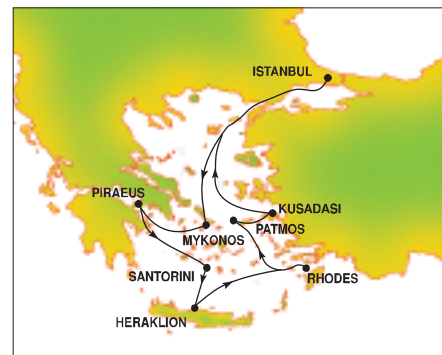 ISTANBUL
PIRAEUS
KUSADASI
PATMOS
MYKONOS
SANTORINI
RHODES
HERAKLION